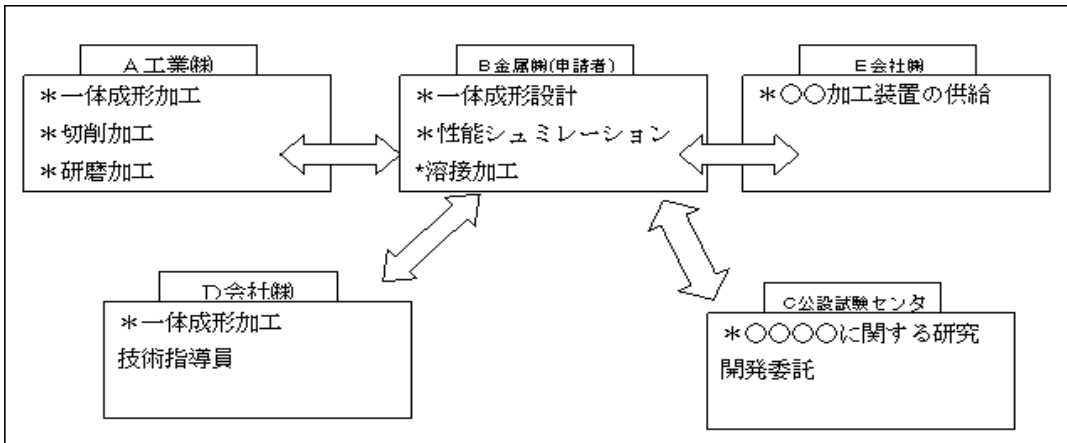 A工業㈱
＊一体成形加工
＊切削加工
＊研磨加工
B金属㈱(申請者)
＊一体成形設計
＊性能シュミレーション
*溶接加工
E会社㈱
＊○○加工装置の供給
D会社㈱
＊一体成形加工
技術指導員
C公設試験センタ
＊○○○○に関する研究
開発委託